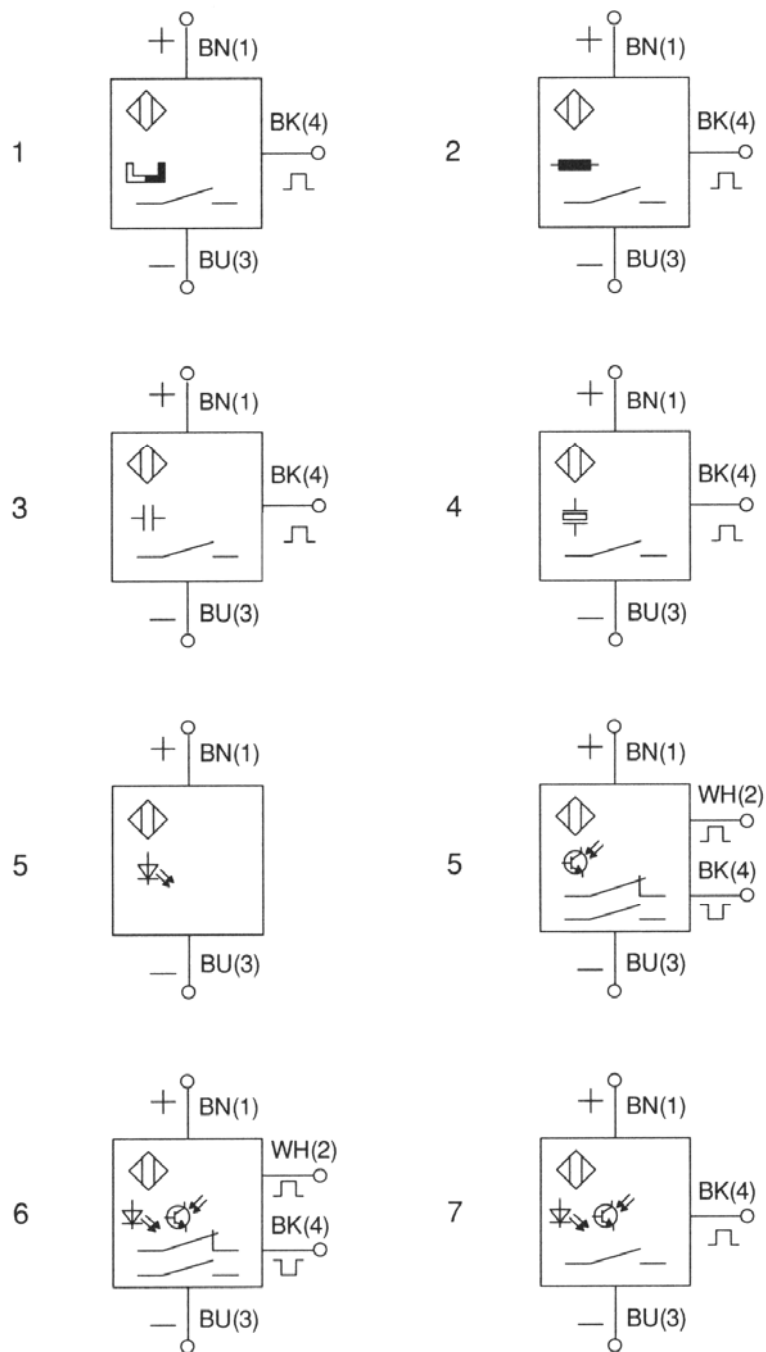 + BN(1)
1
BK(4)
— BU(3)
+ BN(1)
2
BK(4)
— BU(3)
+ BN(1)
3
BK(4)
— BU(3)
+ BN(1)
4
BK(4)
— BU(3)
+ BN(1)
5
— BU(3)
+ BN(1)
WH(2)
5
BK(4)
— BU(3)
+ BN(1)
WH(2)
6
BK(4)
— BU(3)
+ BN(1)
BK(4)
7
— BU(3)